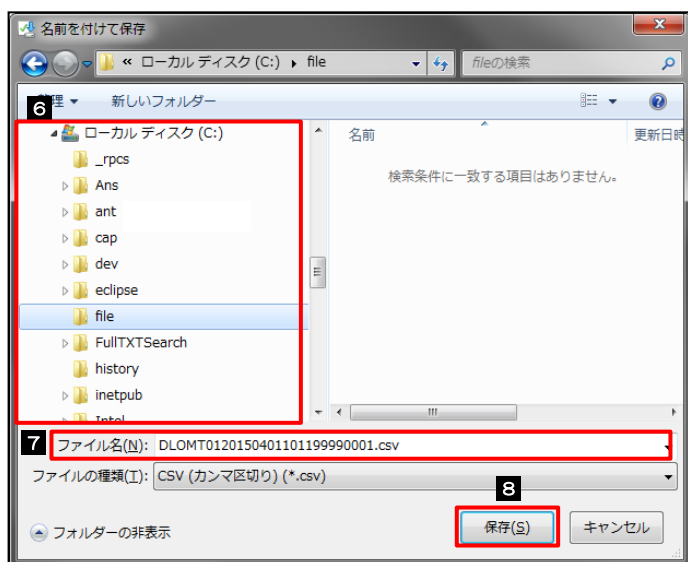 名前を付けて保存
« ローカル ディスク (C:) ▸ file
fileの検索
6
理 ▼ 新しいフォルダー
ローカル ディスク (C:)
_rpcs
Ans
ant
cap
dev
eclipse
file
FullTXTSearch
history
inetpub
Intel
名前
更新日時
検索条件に一致する項目はありません。
7
ファイル名(N): DLOMT0120150401101199990001.csv
ファイルの種類(T): CSV (カンマ区切り) (*.csv)
8
フォルダーの非表示
保存(S)
キャンセル